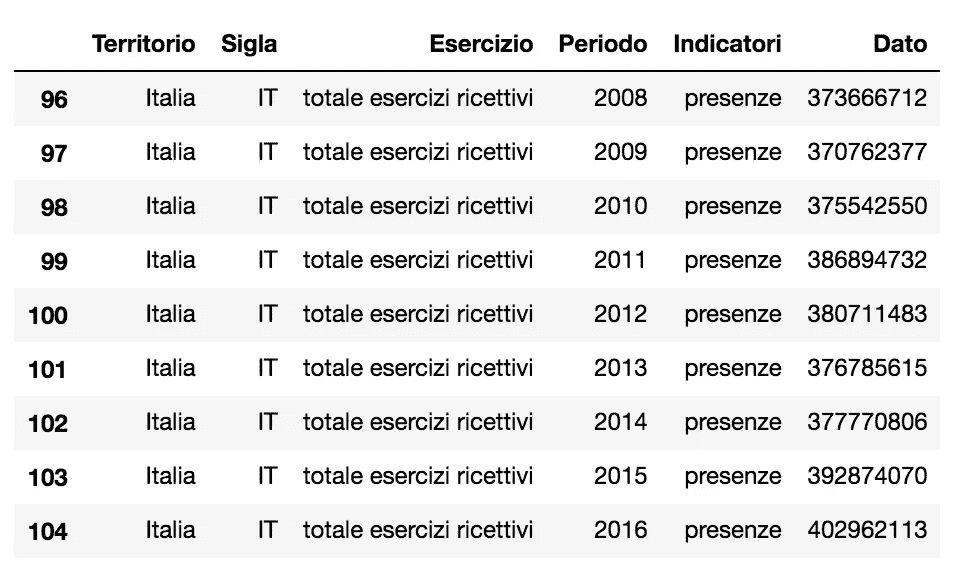 Territorio Sigla Esercizio Periodo Indicatori Dato
96 Italia IT totale esercizi ricettivi 2008 presenze 373666712
97 Italia IT totale esercizi ricettivi 2009 presenze 370762377
98 Italia IT totale esercizi ricettivi 2010 presenze 375542550
99 Italia IT totale esercizi ricettivi 2011 presenze 386894732
100 Italia IT totale esercizi ricettivi 2012 presenze 380711483
101 Italia IT totale esercizi ricettivi 2013 presenze 376785615
102 Italia IT totale esercizi ricettivi 2014 presenze 377770806
103 Italia IT totale esercizi ricettivi 2015 presenze 392874070
104 Italia IT totale esercizi ricettivi 2016 presenze 402962113